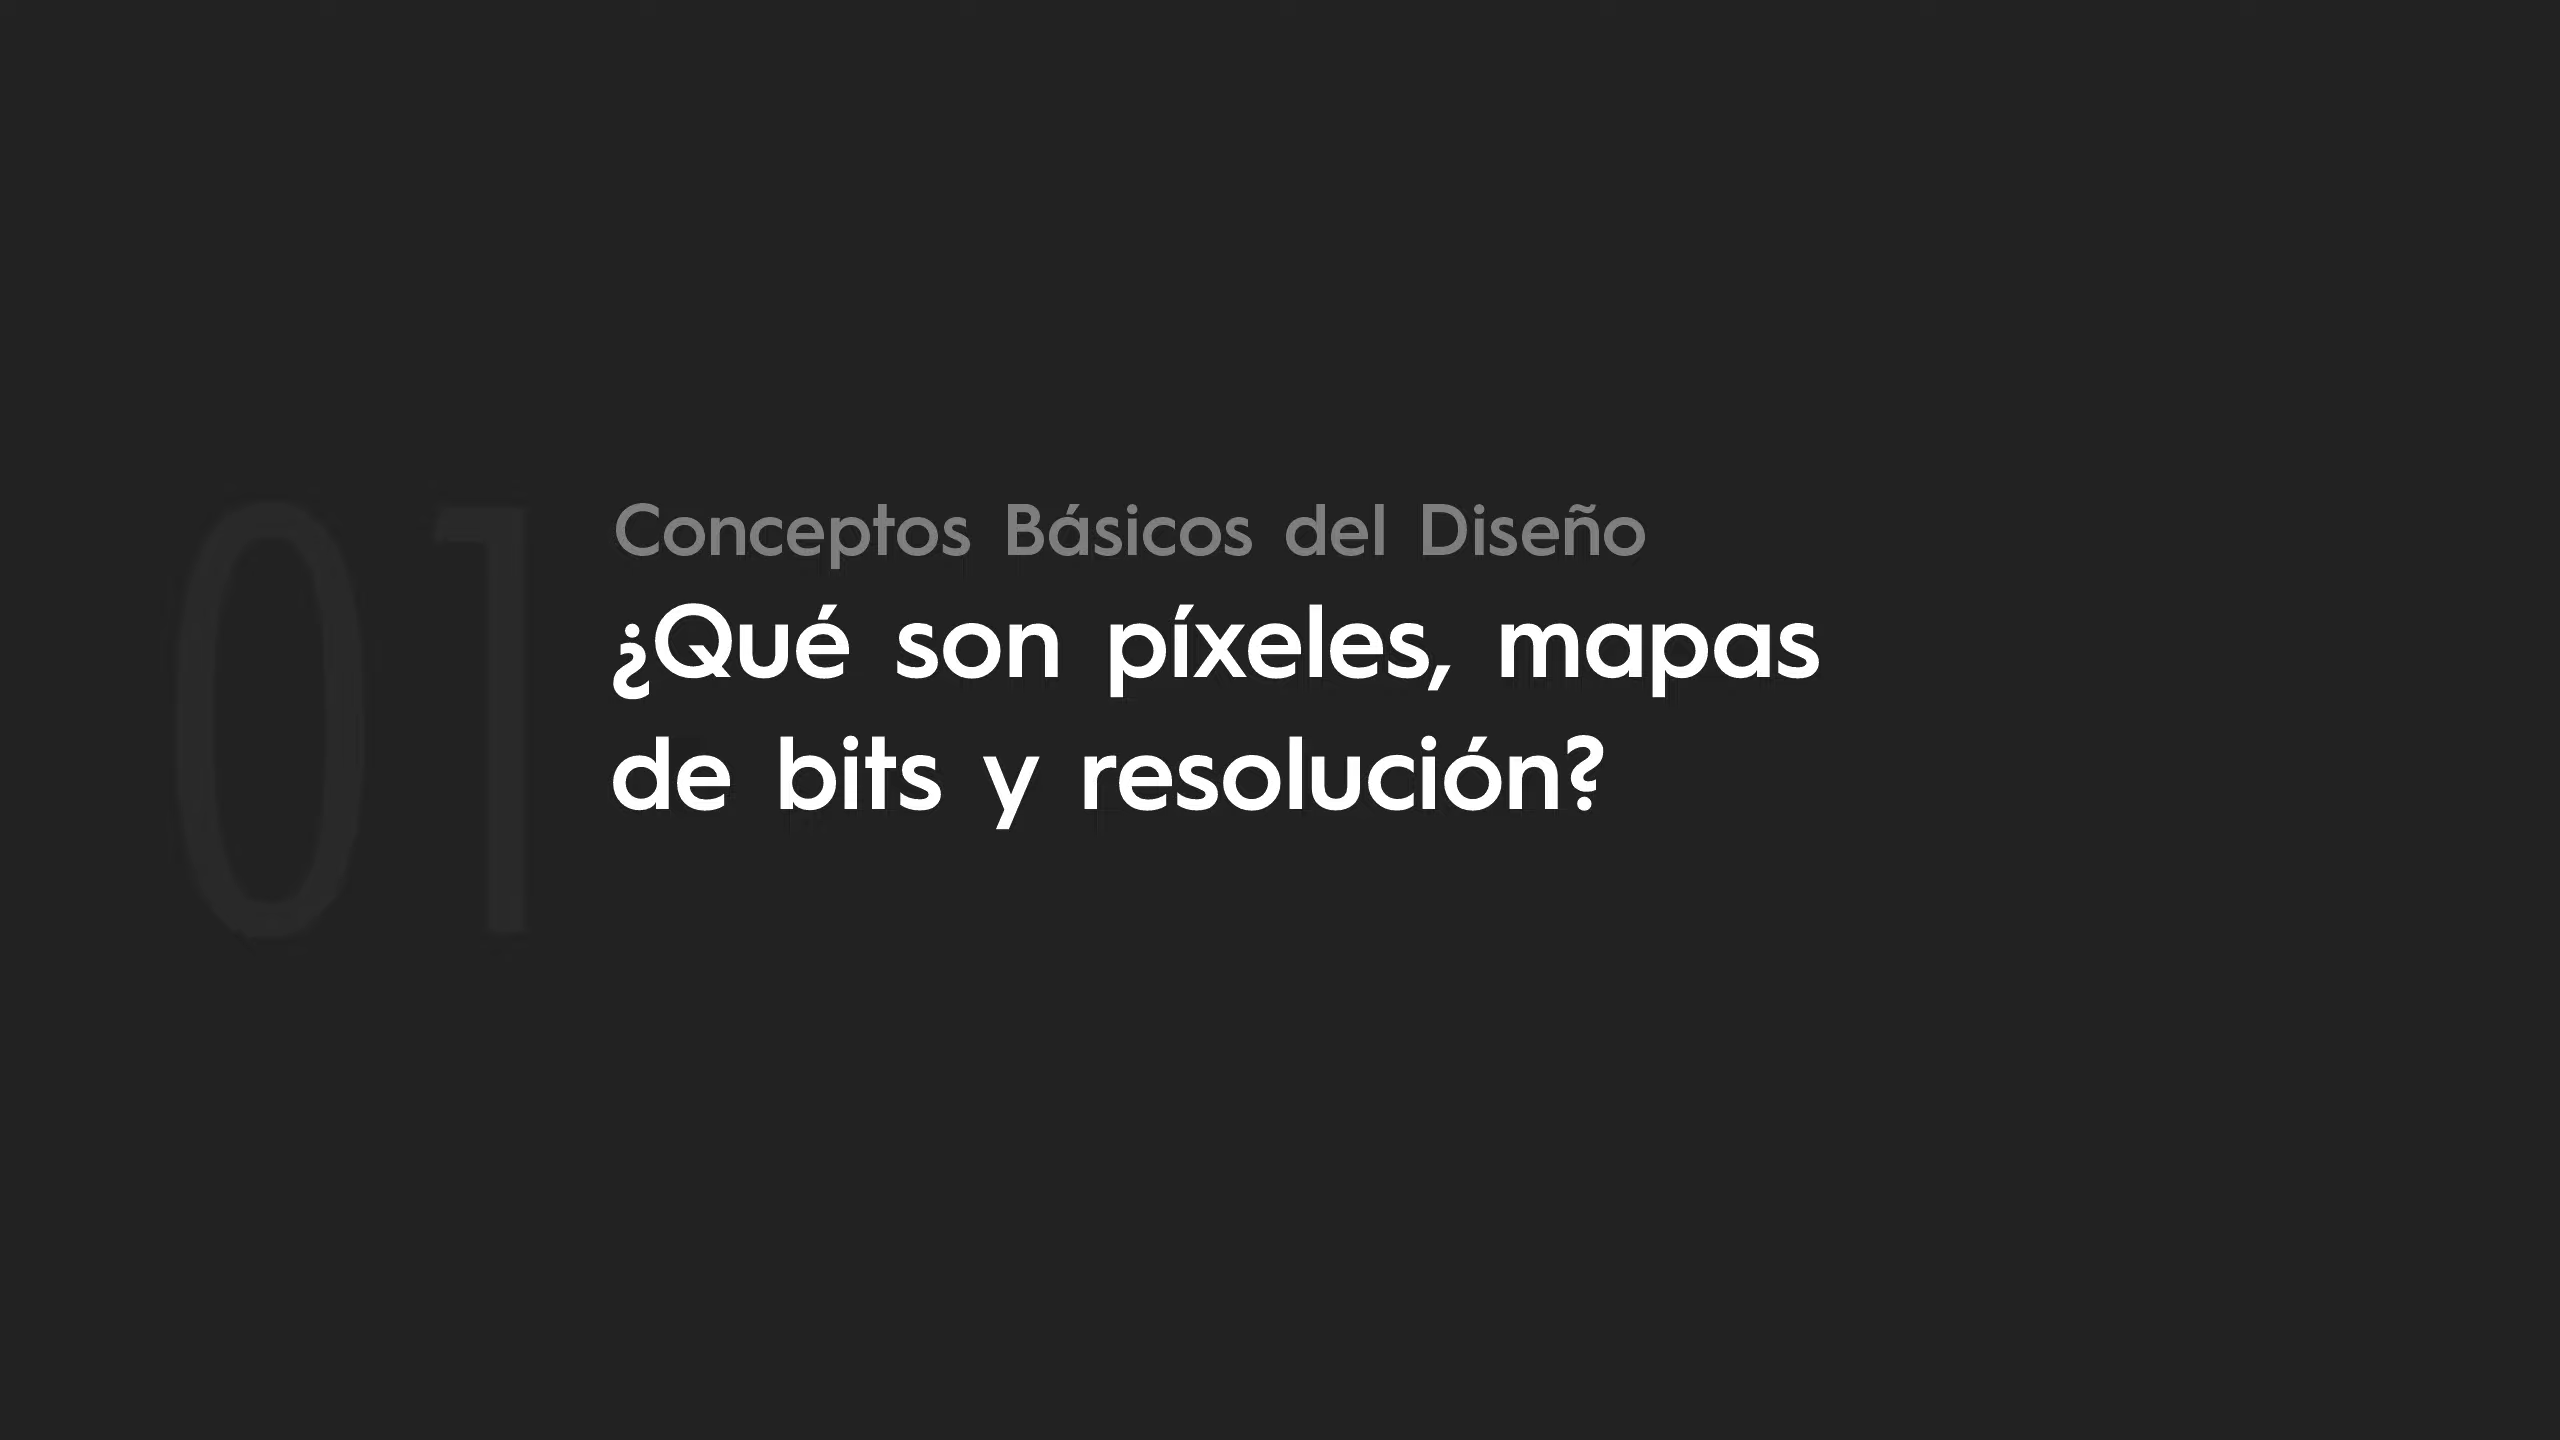 01
Conceptos Básicos del Diseño
¿Qué son píxeles, mapas
de bits y resolución?